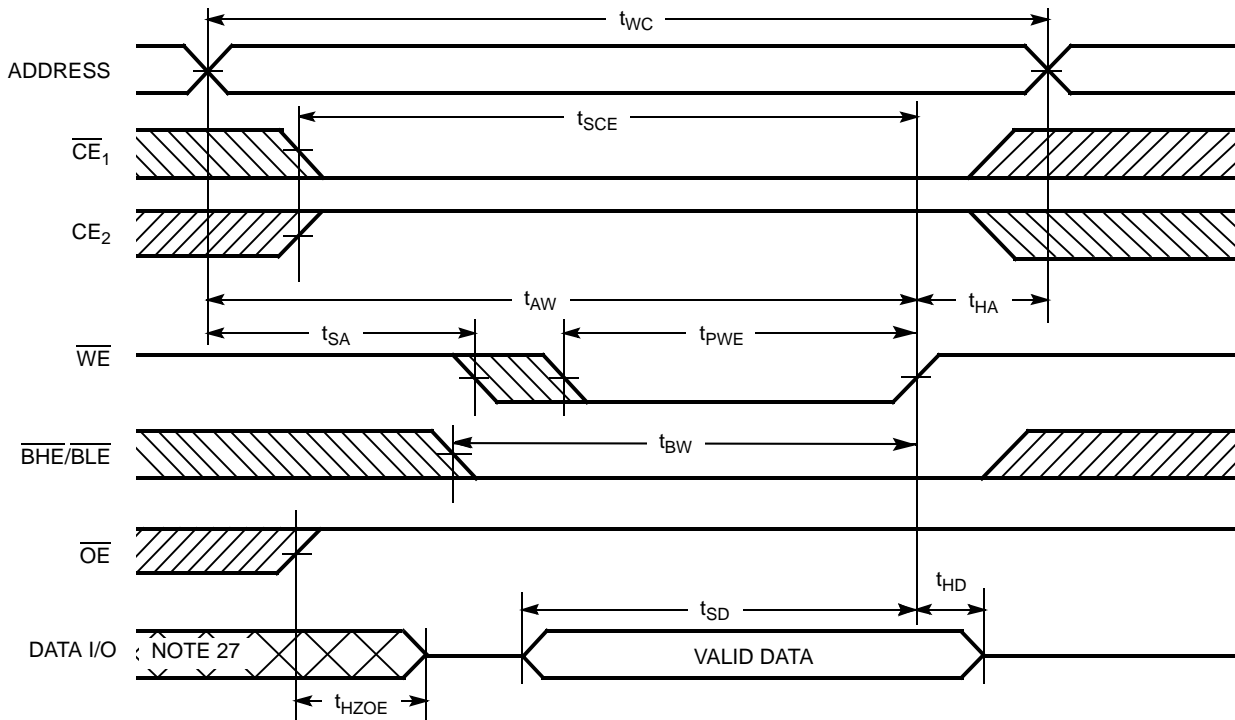 tWC
ADDRESS
tSCE
CE1
CE2
tAW
tHA
tSA
tPWE
WE
tBW
BHE/BLE
OE
tHD
tSD
DATA I/O
NOTE 27
VALID DATA
tHZOE